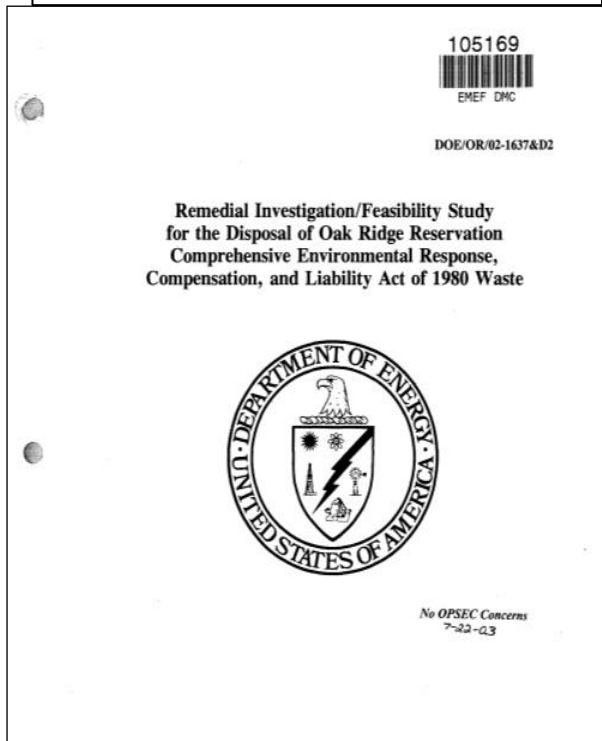 105169
EMEF DMC
DOE/OR/02-1637&D2
Remedial Investigation/Feasibility Study
for the Disposal of Oak Ridge Reservation
Comprehensive Environmental Response,
Compensation, and Liability Act of 1980 Waste
DEPARTMENT OF ENERGY
UNITED STATES OF AMERICA
No OPSEC Concerns
7-22-03